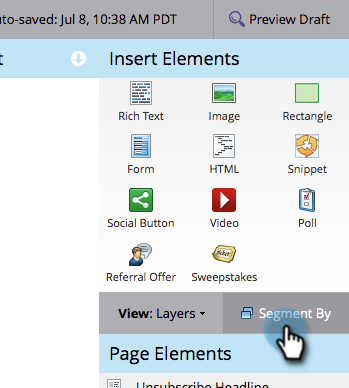 uto-saved: Jul 8, 10:38 AM PDT Preview Draft
t Insert Elements
Rich Text Image Rectangle
Form HTML Snippet
Social Button Video Poll
Referral Offer Sweepstakes
View: Layers Segment By
Page Elements
Unsubscribe Headline